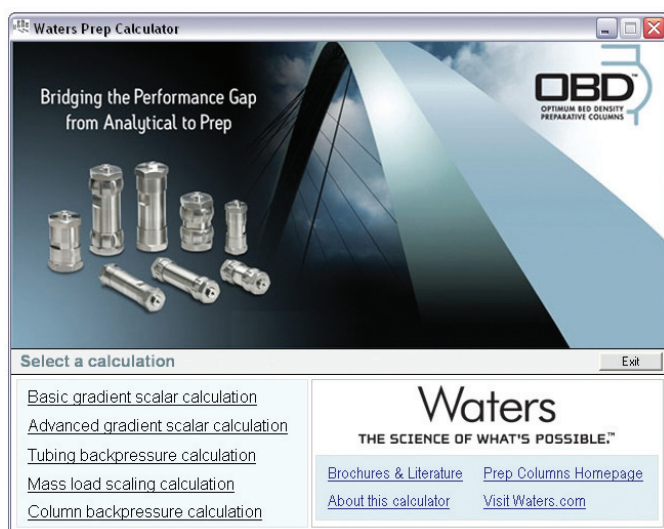 Waters Prep Calculator
Bridging the Performance Gap
from Analytical to Prep
OBD™
OPTIMUM BED DENSITY
PREPARATIVE COLUMNS
Select a calculation
Exit
Basic gradient scalar calculation
Advanced gradient scalar calculation
Tubing backpressure calculation
Mass load scaling calculation
Column backpressure calculation
Waters
THE SCIENCE OF WHAT'S POSSIBLE.™
Brochures & Literature Prep Columns Homepage
About this calculator Visit Waters.com